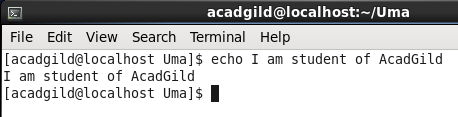 acadgild@localhost:~/Uma
File Edit View Search Terminal Help
[acadgild@localhost Uma]$ echo I am student of AcadGild
I am student of AcadGild
[acadgild@localhost Uma]$